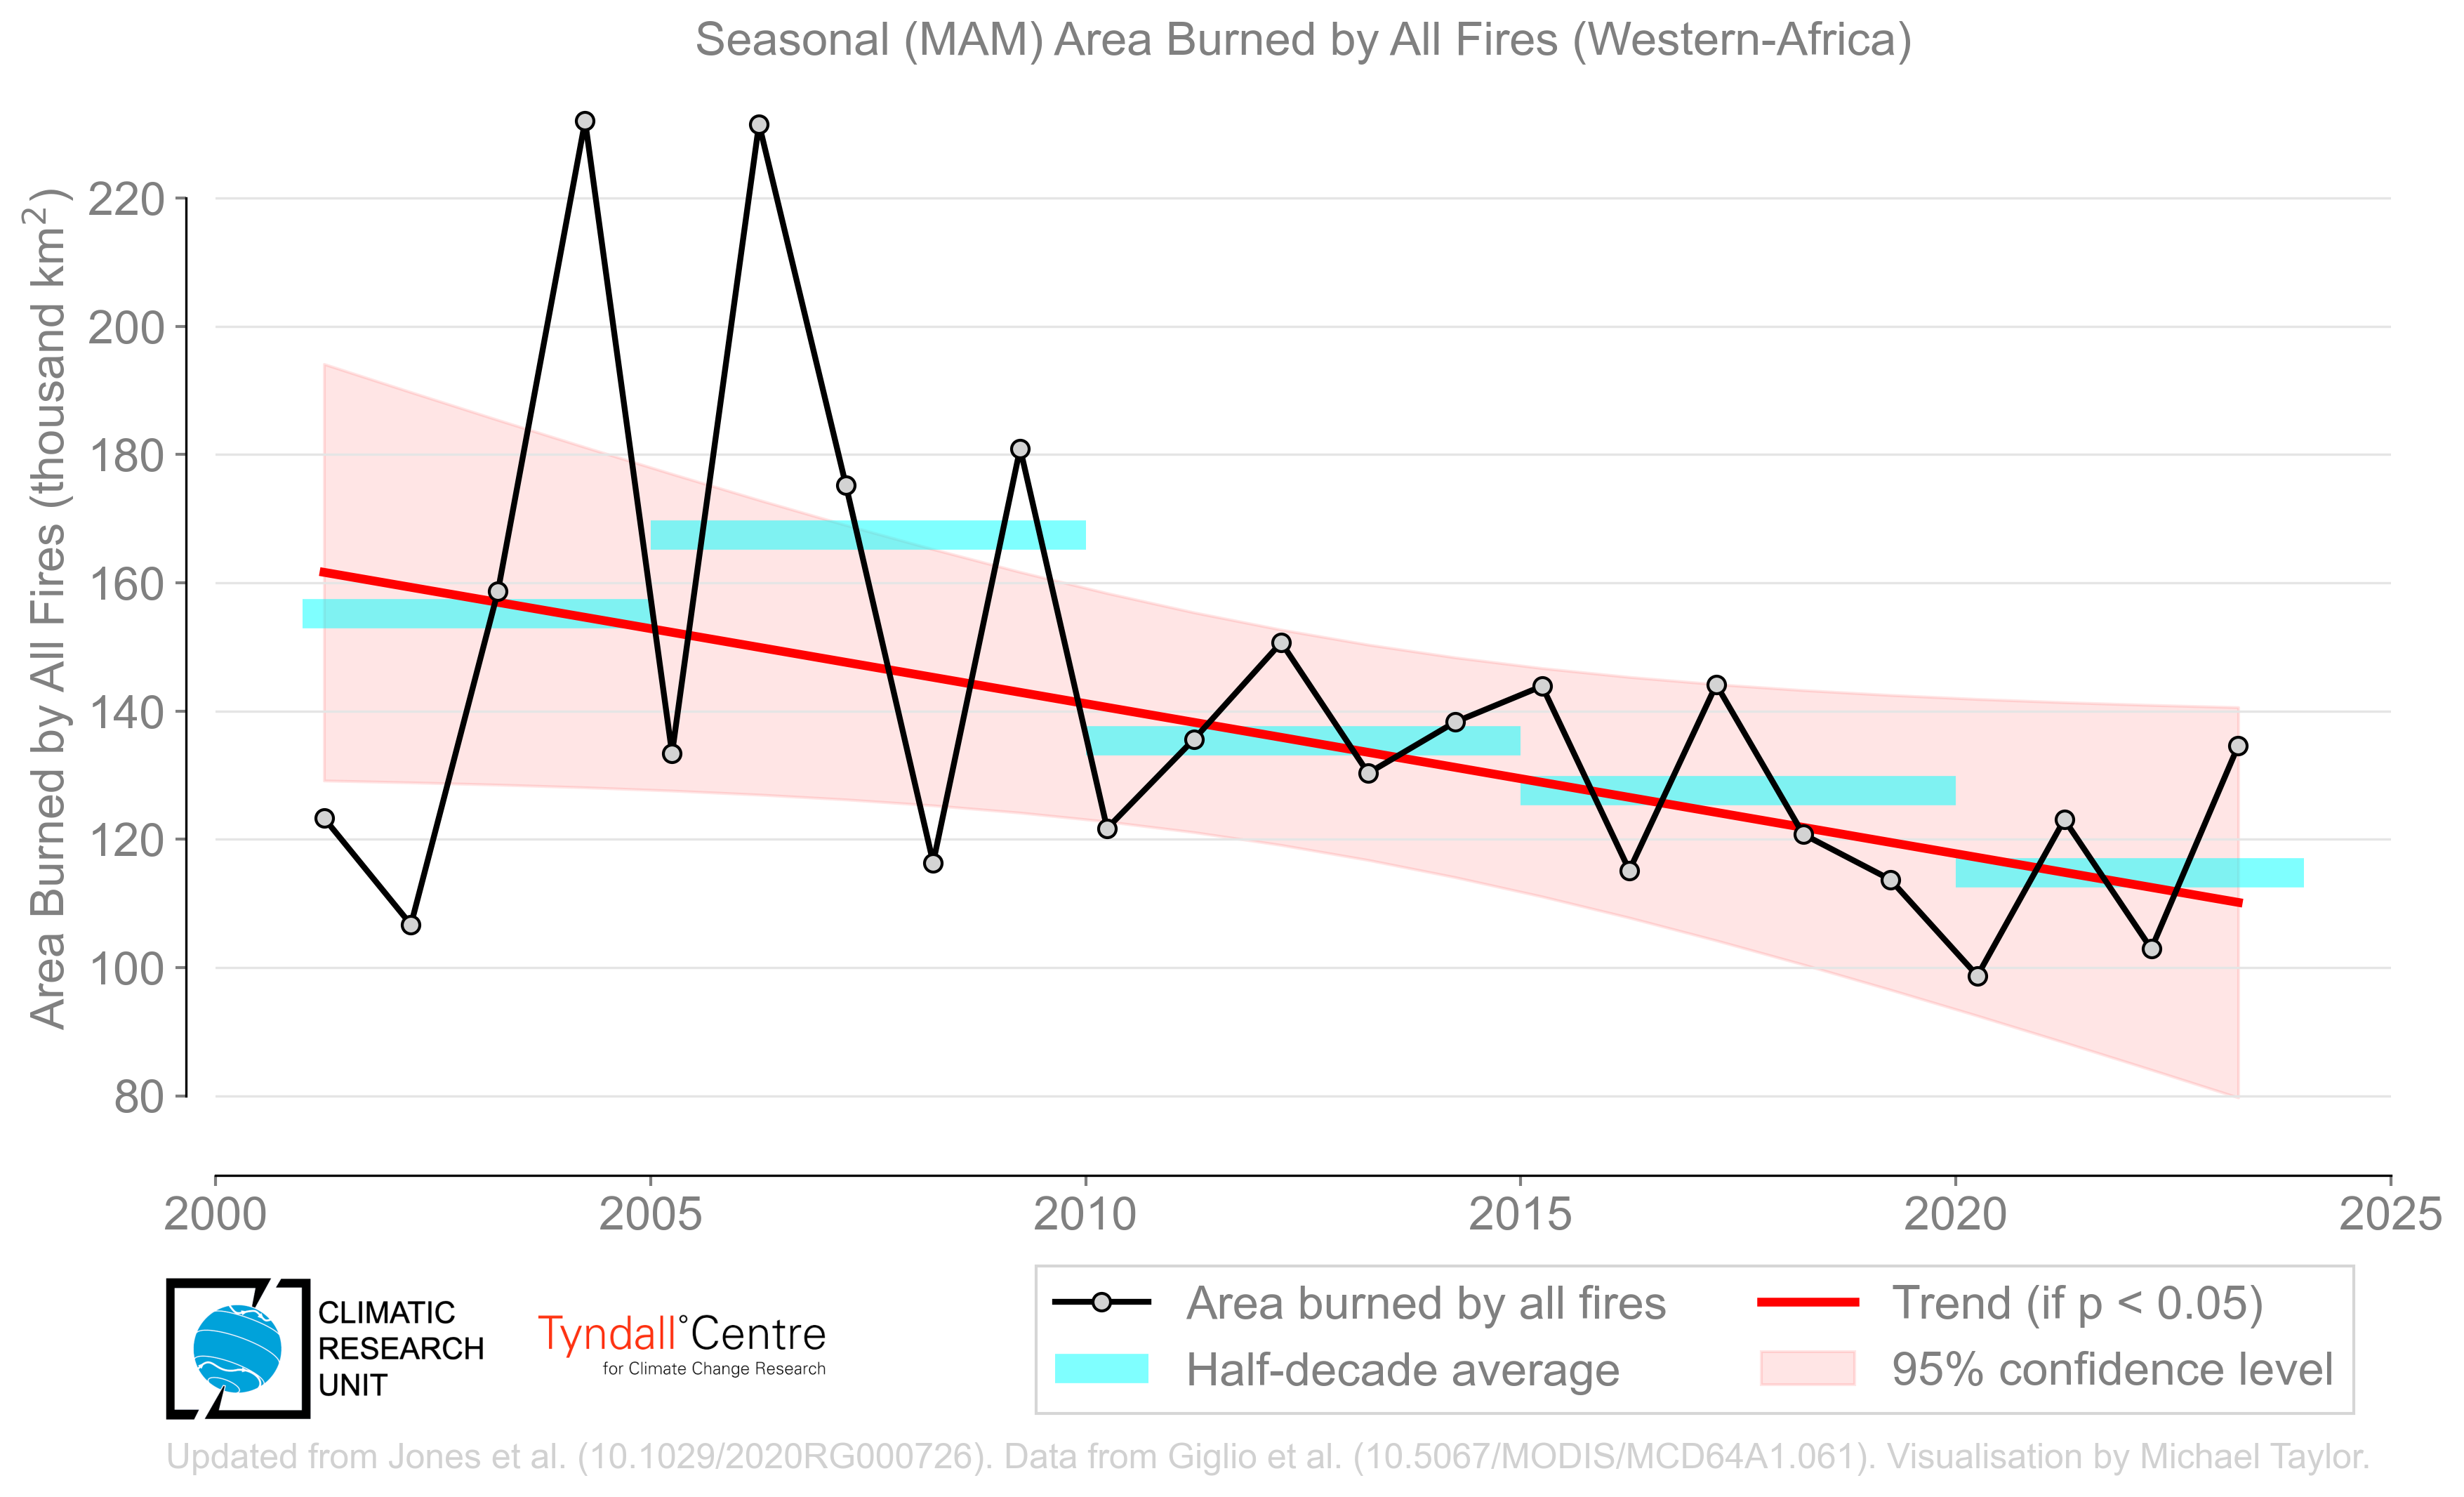 Seasonal (MAM) Area Burned by All Fires (Western-Africa)
Area Burned by All Fires (thousand km²)
220
200
180
160
140
120
100
80
2000 2005 2010 2015 2020 2025
CLIMATIC
RESEARCH
UNIT
Tyndall°Centre
for Climate Change Research
Area burned by all fires
Half-decade average
Trend (if p < 0.05)
95% confidence level
Updated from Jones et al. (10.1029/2020RG000726). Data from Giglio et al. (10.5067/MODIS/MCD64A1.061). Visualisation by Michael Taylor.